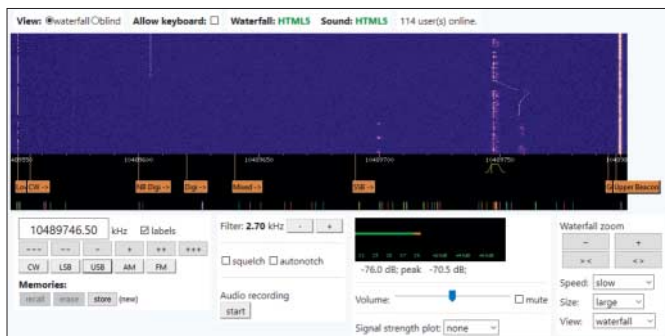 View: waterfall blind Allow keyboard: Waterfall: HTML5 Sound: HTML5 114 user(s) online.
10489600 10489650 10489700 10489750
CW -> NB Digi -> Digi -> Mixed -> SSB -> Upper Beacon
10489746.50 kHz labels
--- -- - + ++ +++
CW LSB USB AM FM
Memories:
recall erase store (new)
Filter: 2.70 kHz - +
squelch autonotch
Audio recording
start
-76.0 dB; peak -70.5 dB;
Volume: mute
Signal strength plot: none
Waterfall zoom
- +
>< <>
Speed: slow
Size: large
View: waterfall